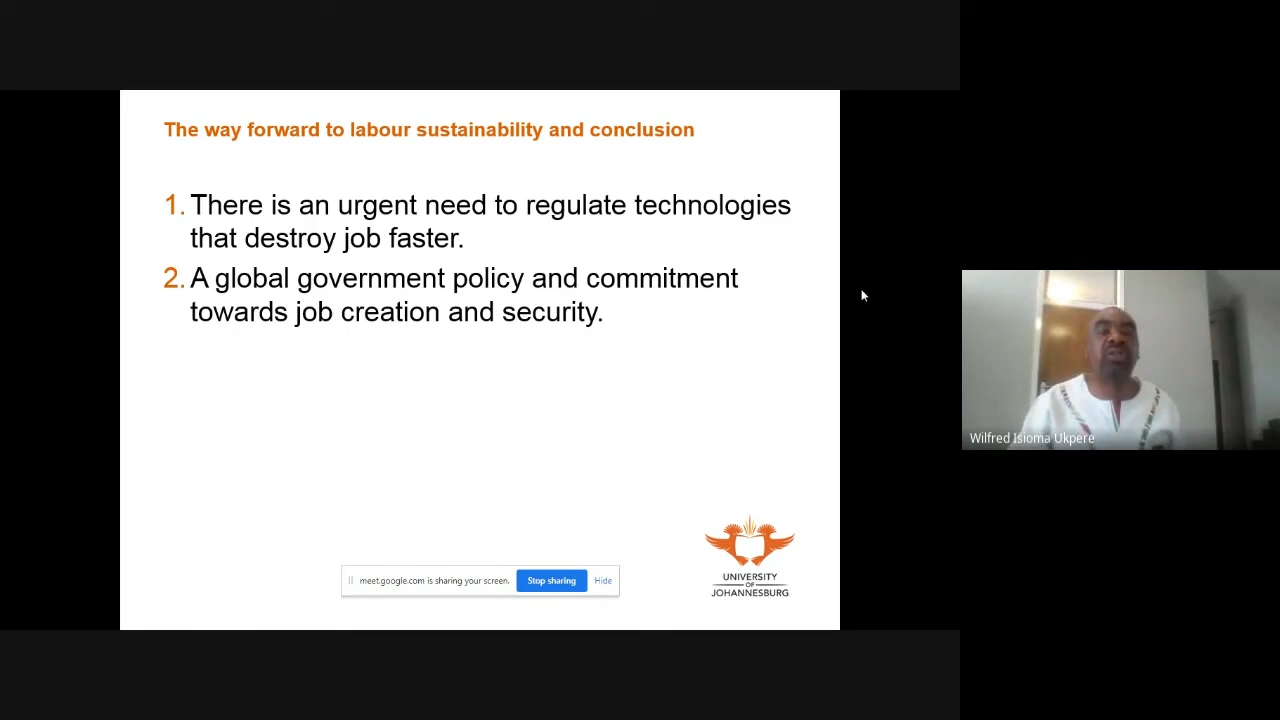 The way forward to labour sustainability and conclusion
1. There is an urgent need to regulate technologies
that destroy job faster.
2. A global government policy and commitment
towards job creation and security.
Wilfred Isioma Ukpere
meet.google.com is sharing your screen. Stop sharing Hide
UNIVERSITY
OF
JOHANNESBURG